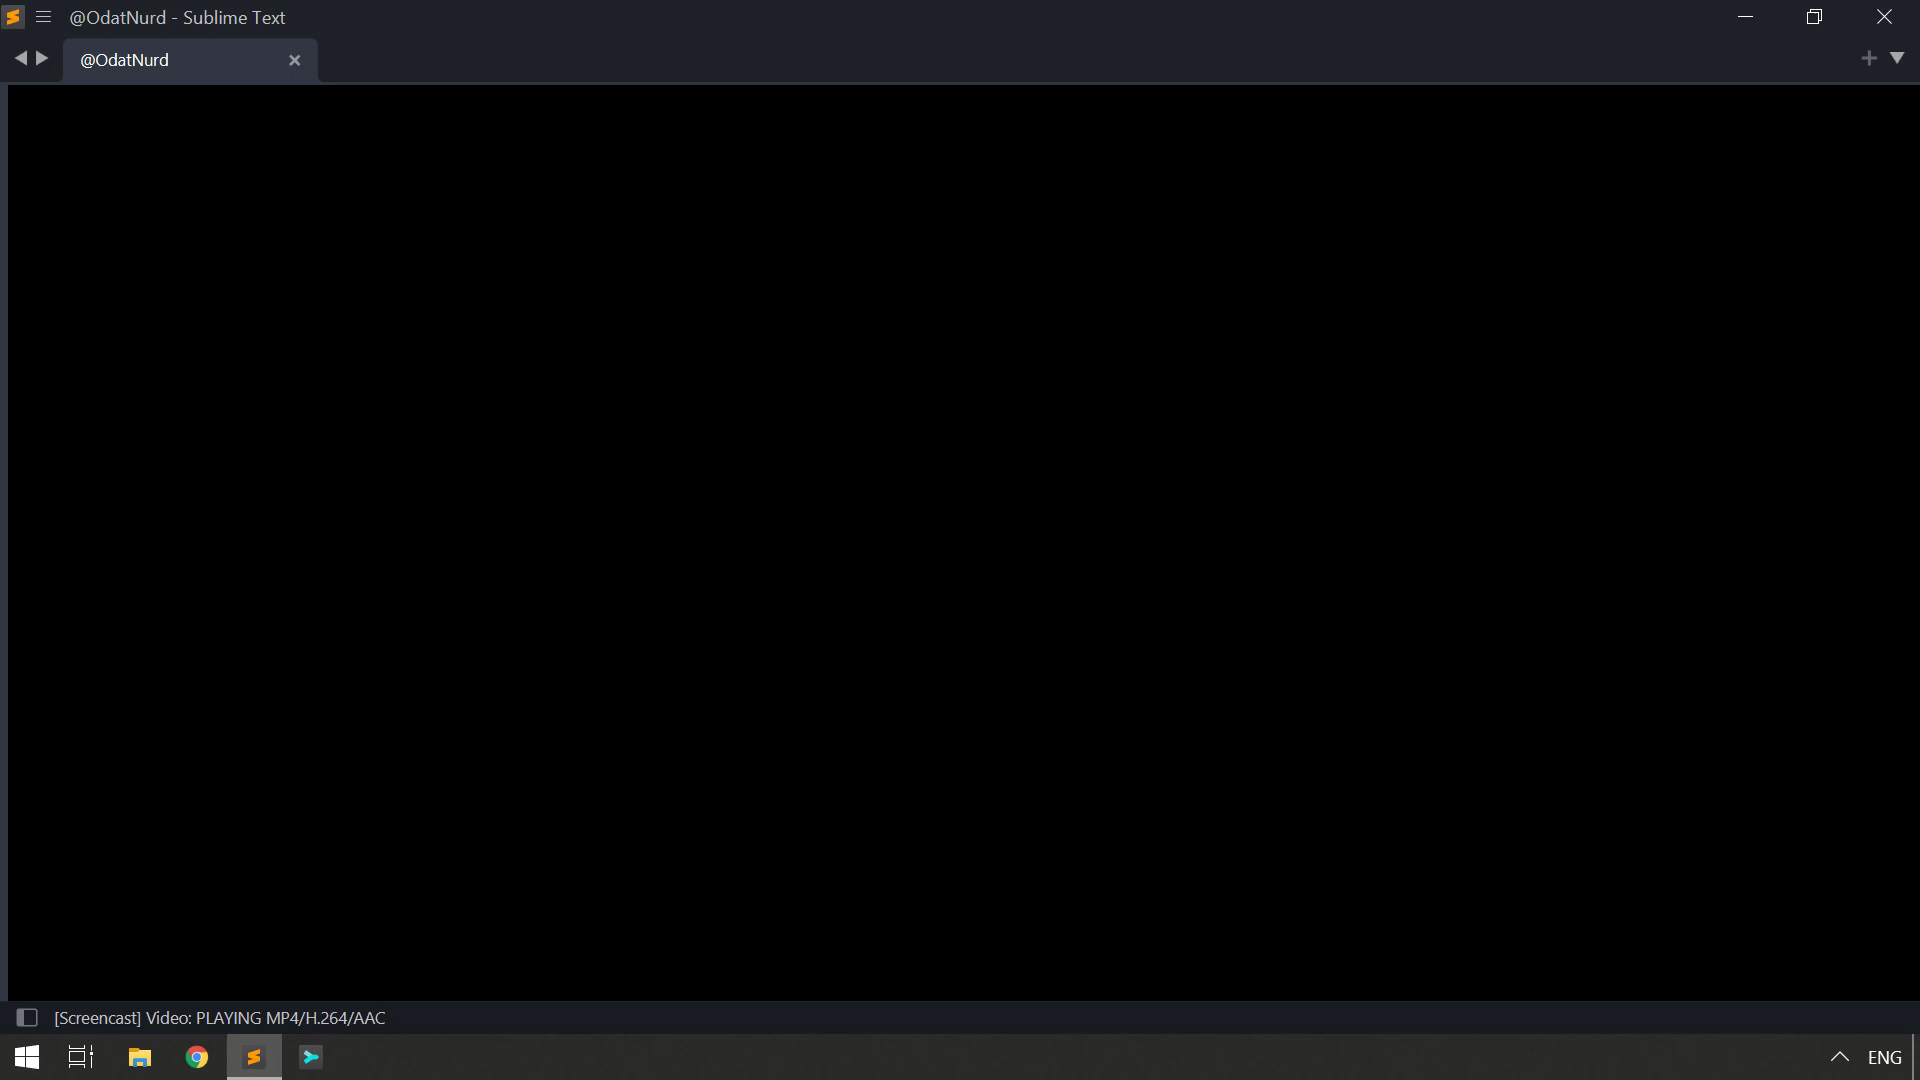 @OdatNurd - Sublime Text
@OdatNurd
[Screencast] Video: PLAYING MP4/H.264/AAC
ENG